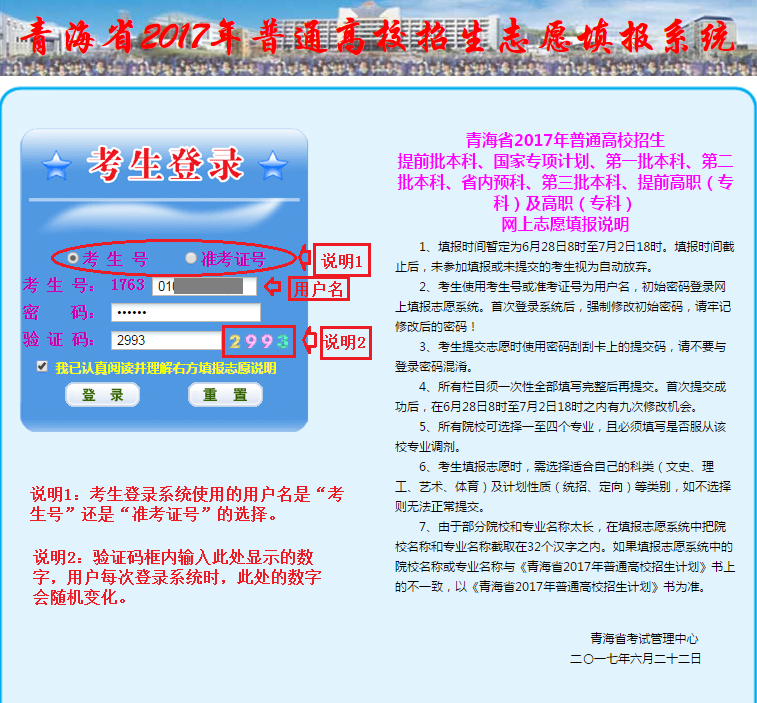 青海省2017年普通高校招生志愿填报系统
考生登录
考 生 号 准考证号
说明1
考 生 号： 1763 01
用户名
密 码： ••••••
验 证 码： 2993 2993
说明2
我已认真阅读并理解右方填报志愿说明
登 录 重 置
说明1：考生登录系统使用的用户名是“考
生号”还是“准考证号”的选择。
说明2：验证码框内输入此处显示的数
字，用户每次登录系统时，此处的数字
会随机变化。
青海省2017年普通高校招生
提前批本科、国家专项计划、第一批本科、第二
批本科、省内预科、第三批本科、提前高职（专
科）及高职（专科）
网上志愿填报说明
1、填报时间暂定为6月28日8时至7月2日18时。填报时间截
止后，未参加填报或未提交的考生视为自动放弃。
2、考生使用考生号或准考证号为用户名，初始密码登录网
上填报志愿系统。首次登录系统后，强制修改初始密码，请牢记
修改后的密码！
3、考生提交志愿时使用密码刮刮卡上的提交码，请不要与
登录密码混淆。
4、所有栏目须一次性全部填写完整后再提交。首次提交成
功后，在6月28日8时至7月2日18时之内有九次修改机会。
5、所有院校可选择一至四个专业，且必须填写是否服从该
校专业调剂。
6、考生填报志愿时，需选择适合自己的科类（文史、理
工、艺术、体育）及计划性质（统招、定向）等类别，如不选择
则无法正常提交。
7、由于部分院校和专业名称太长，在填报志愿系统中把院
校名称和专业名称截取在32个汉字之内。如果填报志愿系统中的
院校名称或专业名称与《青海省2017年普通高校招生计划》书上
的不一致，以《青海省2017年普通高校招生计划》书为准。
青海省考试管理中心
二〇一七年六月二十二日